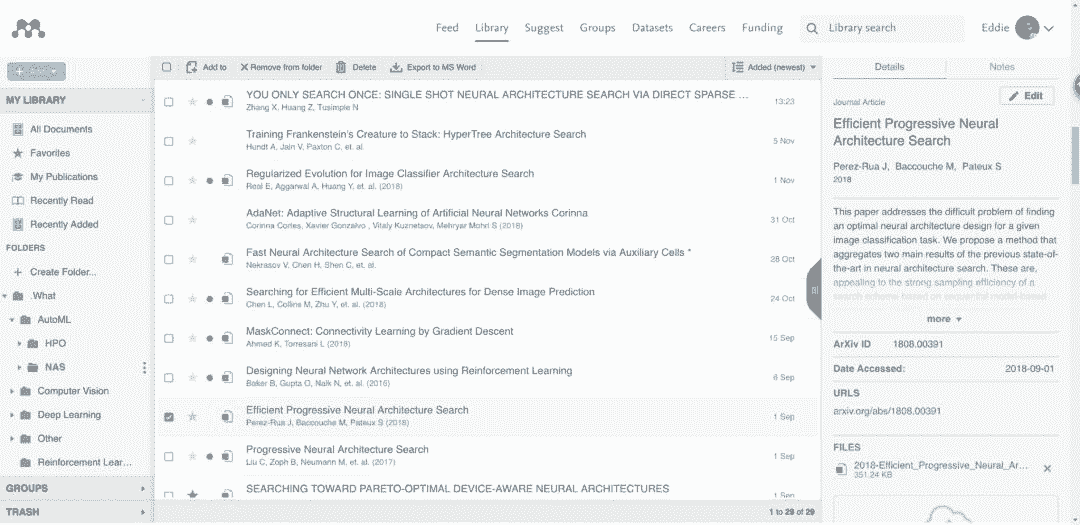 Feed Library Suggest Groups Datasets Careers Funding Library search Eddie
Add to Remove from folder Delete Export to MS Word Added (newest)
MY LIBRARY
All Documents
Favorites
My Publications
Recently Read
Recently Added
FOLDERS
Create Folder...
.What
AutoML
HPO
NAS
Computer Vision
Deep Learning
Other
Reinforcement Lear...
GROUPS
TRASH
YOU ONLY SEARCH ONCE: SINGLE SHOT NEURAL ARCHITECTURE SEARCH VIA DIRECT SPARSE ...
Zhang X, Huang Z, Tusimple N
13:23
Training Frankenstein's Creature to Stack: HyperTree Architecture Search
Hundt A, Jain V, Paxton C, et. al.
5 Nov
Regularized Evolution for Image Classifier Architecture Search
Real E, Aggarwal A, Huang Y, et. al. (2018)
1 Nov
AdaNet: Adaptive Structural Learning of Artificial Neural Networks Corinna
Corinna Cortes, Xavier Gonzalvo , Vitaly Kuznetsov, Mehryar Mohri S (2018)
31 Oct
Fast Neural Architecture Search of Compact Semantic Segmentation Models via Auxiliary Cells *
Nekrasov V, Chen H, Shen C, et. al.
28 Oct
Searching for Efficient Multi-Scale Architectures for Dense Image Prediction
Chen L, Collins M, Zhu Y, et. al. (2018)
24 Oct
MaskConnect: Connectivity Learning by Gradient Descent
Ahmed K, Torresani L (2018)
15 Sep
Designing Neural Network Architectures using Reinforcement Learning
Baker B, Gupta O, Naik N, et. al. (2016)
6 Sep
Efficient Progressive Neural Architecture Search
Perez-Rua J, Baccouche M, Pateux S (2018)
1 Sep
Progressive Neural Architecture Search
Liu C, Zoph B, Neumann M, et. al. (2017)
1 Sep
SEARCHING TOWARD PARETO-OPTIMAL DEVICE-AWARE NEURAL ARCHITECTURES
1 Sep
1 to 29 of 29
Details Notes
Edit
Journal Article
Efficient Progressive Neural
Architecture Search
Perez-Rua J, Baccouche M, Pateux S
2018
This paper addresses the difficult problem of finding
an optimal neural architecture design for a given
image classification task. We propose a method that
aggregates two main results of the previous state-of-
the-art in neural architecture search. These are,
appealing to the strong sampling efficiency of a
search scheme based on sequential model-based
more
ArXiv ID 1808.00391
Date Accessed: 2018-09-01
URLS
arxiv.org/abs/1808.00391
FILES
2018-Efficient_Progressive_Neural_Ar...
351.24 KB